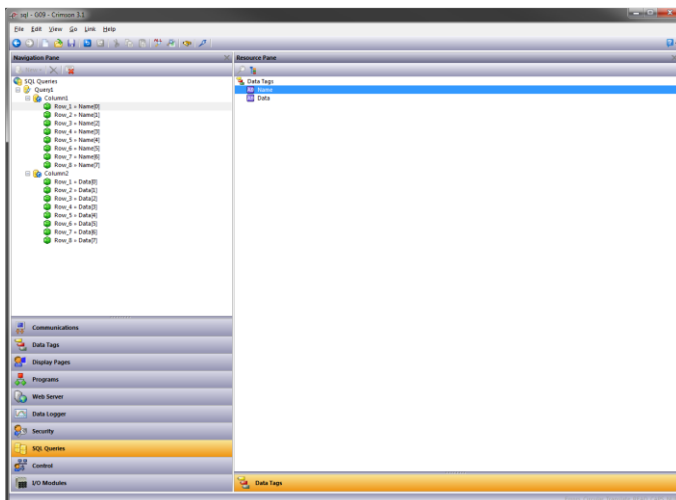 sql - G09 - Crimson 3.1
File Edit View Go Link Help
Navigation Pane
Resource Pane
SQL Queries
Query1
Column1
Row_1 = Name[0]
Row_2 = Name[1]
Row_3 = Name[2]
Row_4 = Name[3]
Row_5 = Name[4]
Row_6 = Name[5]
Row_7 = Name[6]
Row_8 = Name[7]
Column2
Row_1 = Data[0]
Row_2 = Data[1]
Row_3 = Data[2]
Row_4 = Data[3]
Row_5 = Data[4]
Row_6 = Data[5]
Row_7 = Data[6]
Row_8 = Data[7]
Data Tags
Name
Data
Communications
Data Tags
Display Pages
Programs
Web Server
Data Logger
Security
SQL Queries
Control
I/O Modules
Data Tags